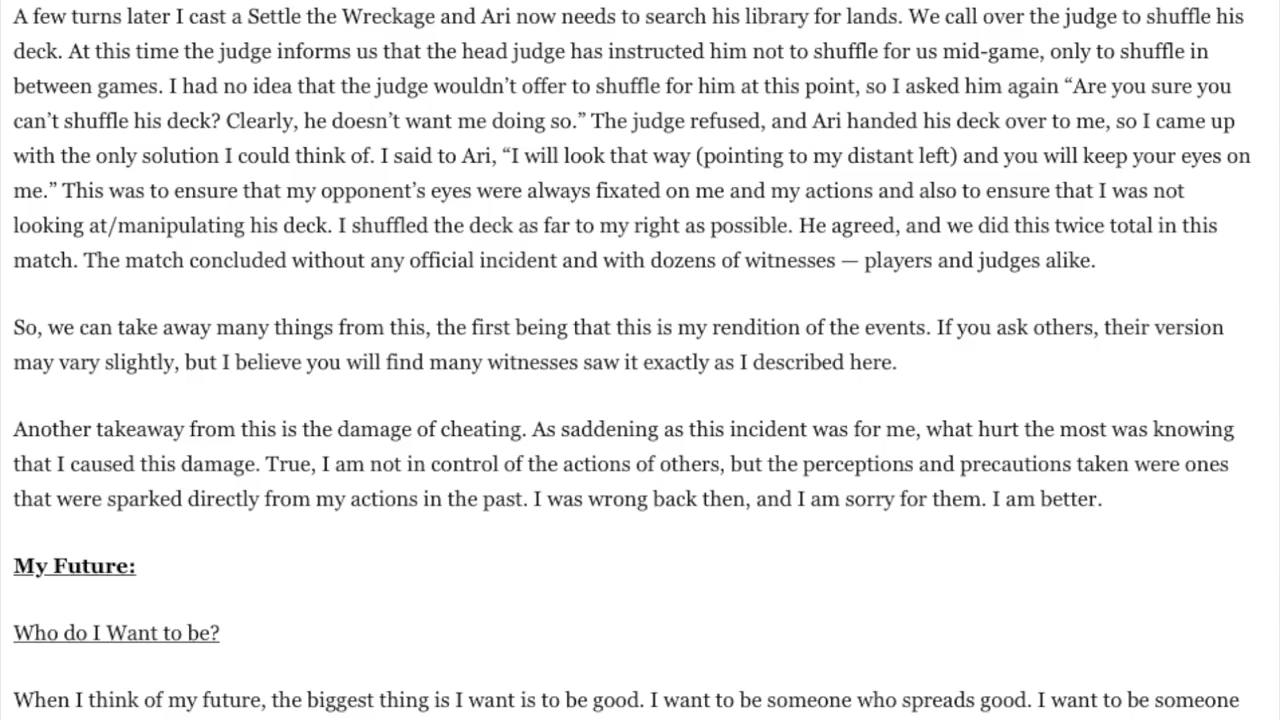 A few turns later I cast a Settle the Wreckage and Ari now needs to search his library for lands. We call over the judge to shuffle his
deck. At this time the judge informs us that the head judge has instructed him not to shuffle for us mid-game, only to shuffle in
between games. I had no idea that the judge wouldn’t offer to shuffle for him at this point, so I asked him again “Are you sure you
can’t shuffle his deck? Clearly, he doesn’t want me doing so.” The judge refused, and Ari handed his deck over to me, so I came up
with the only solution I could think of. I said to Ari, “I will look that way (pointing to my distant left) and you will keep your eyes on
me.” This was to ensure that my opponent’s eyes were always fixated on me and my actions and also to ensure that I was not
looking at/manipulating his deck. I shuffled the deck as far to my right as possible. He agreed, and we did this twice total in this
match. The match concluded without any official incident and with dozens of witnesses — players and judges alike.
So, we can take away many things from this, the first being that this is my rendition of the events. If you ask others, their version
may vary slightly, but I believe you will find many witnesses saw it exactly as I described here.
Another takeaway from this is the damage of cheating. As saddening as this incident was for me, what hurt the most was knowing
that I caused this damage. True, I am not in control of the actions of others, but the perceptions and precautions taken were ones
that were sparked directly from my actions in the past. I was wrong back then, and I am sorry for them. I am better.
My Future:
Who do I Want to be?
When I think of my future, the biggest thing is I want is to be good. I want to be someone who spreads good. I want to be someone